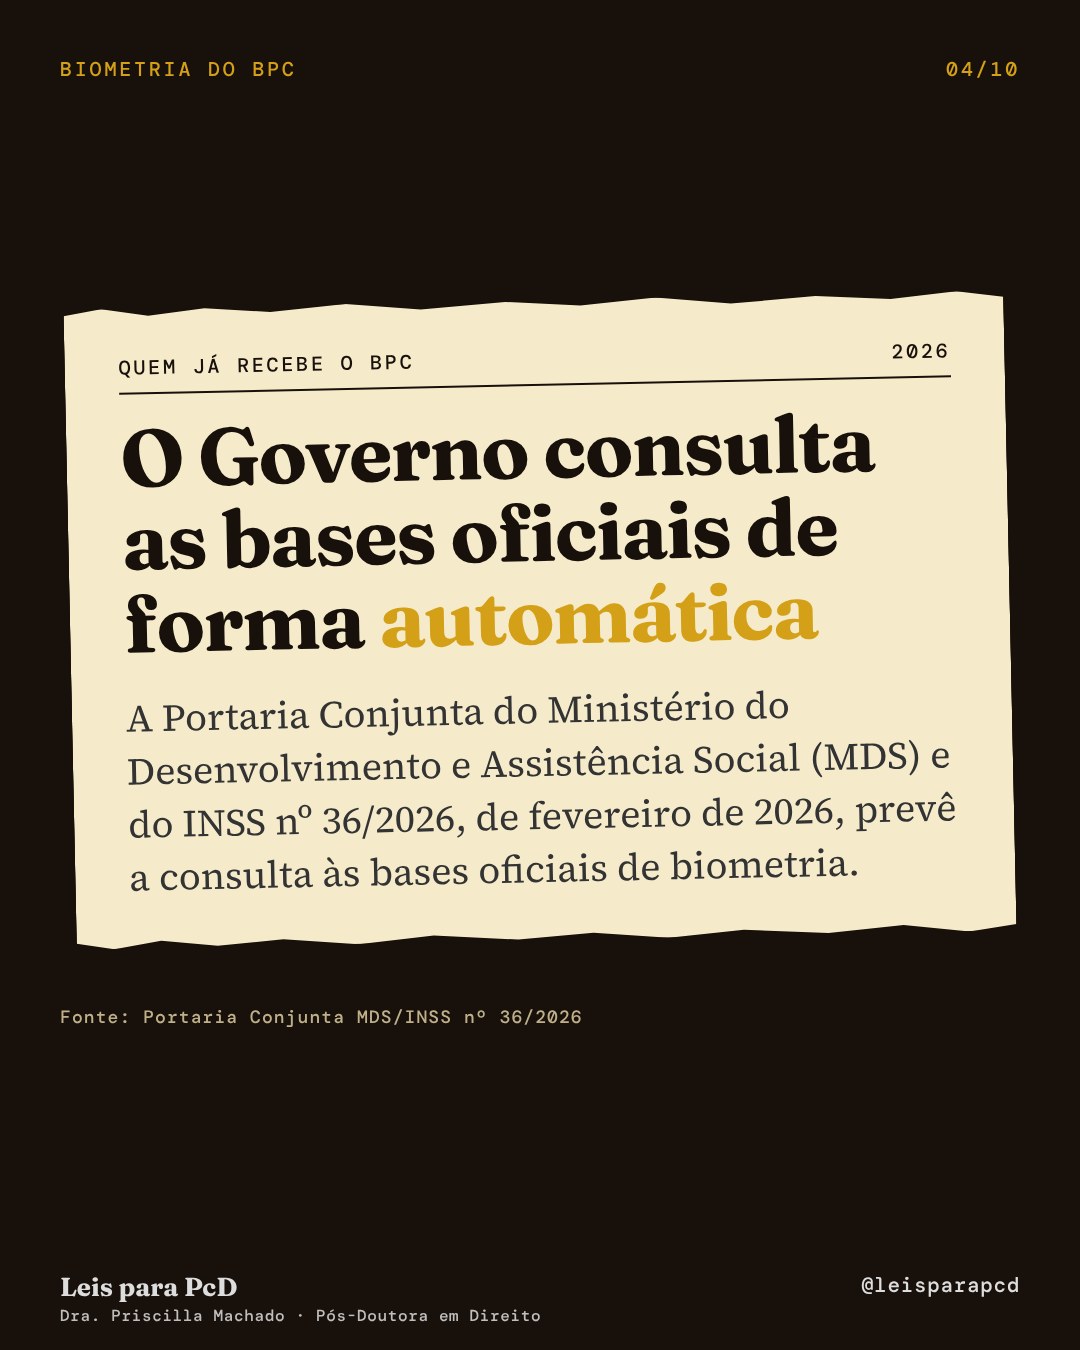 BIOMETRIA DO BPC
04/10
QUEM JÁ RECEBE O BPC
2026
O Governo consulta
as bases oficiais de
forma automática
A Portaria Conjunta do Ministério do
Desenvolvimento e Assistência Social (MDS) e
do INSS nº 36/2026, de fevereiro de 2026, prevê
a consulta às bases oficiais de biometria.
Fonte: Portaria Conjunta MDS/INSS nº 36/2026
Leis para PcD
Dra. Priscilla Machado · Pós-Doutora em Direito
@leisparapcd